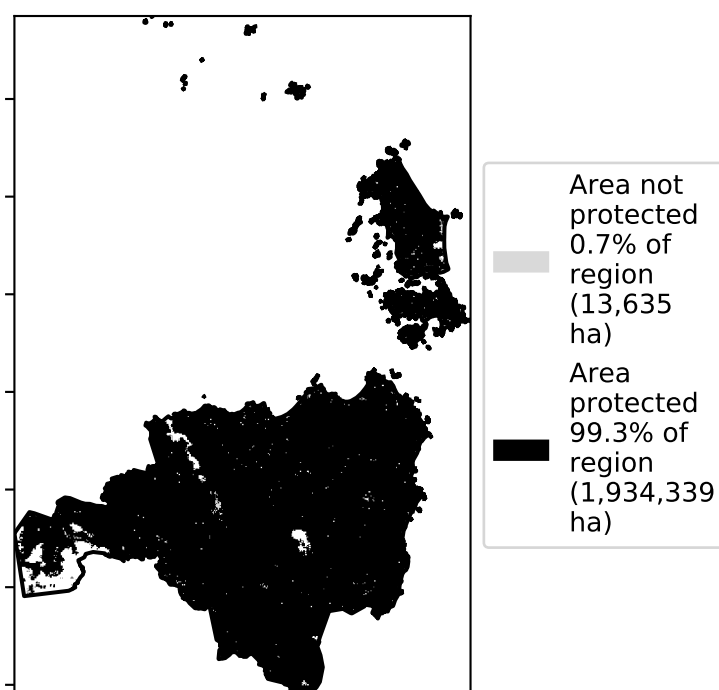 Area not
protected
0.7% of
region
(13,635
ha)
Area
protected
99.3% of
region
(1,934,339
ha)